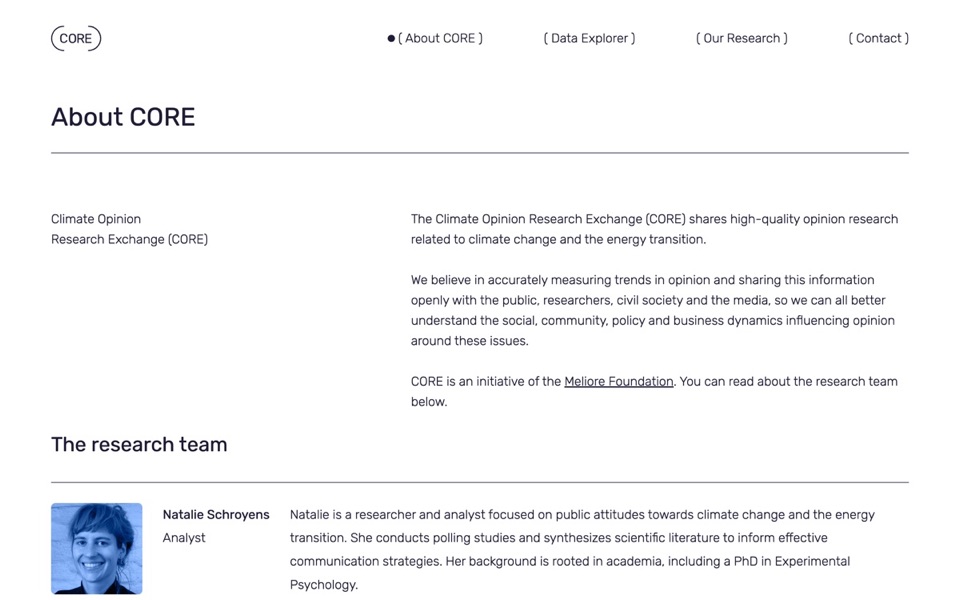 CORE
( About CORE )
( Data Explorer )
( Our Research )
( Contact )
About CORE
Climate Opinion
Research Exchange (CORE)
The Climate Opinion Research Exchange (CORE) shares high-quality opinion research
related to climate change and the energy transition.
We believe in accurately measuring trends in opinion and sharing this information
openly with the public, researchers, civil society and the media, so we can all better
understand the social, community, policy and business dynamics influencing opinion
around these issues.
CORE is an initiative of the Meliore Foundation. You can read about the research team
below.
The research team
Natalie Schroyens
Analyst
Natalie is a researcher and analyst focused on public attitudes towards climate change and the energy
transition. She conducts polling studies and synthesizes scientific literature to inform effective
communication strategies. Her background is rooted in academia, including a PhD in Experimental
Psychology.